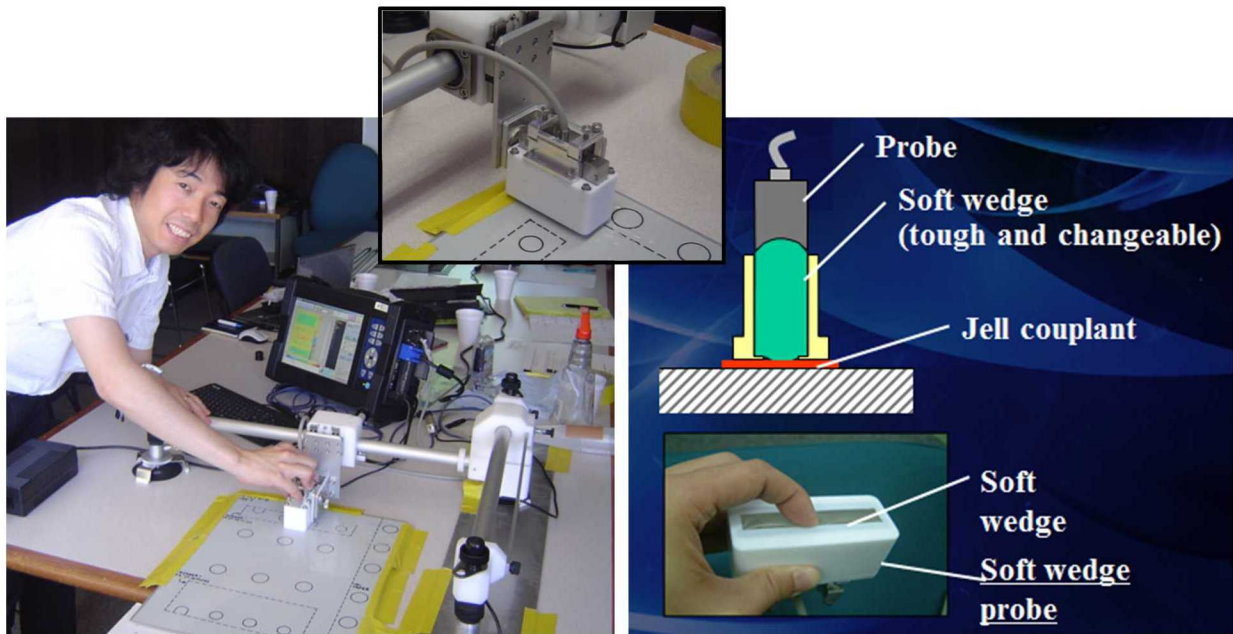 Probe
Soft wedge
(tough and changeable)
Jell couplant
Soft
wedge
Soft wedge
probe